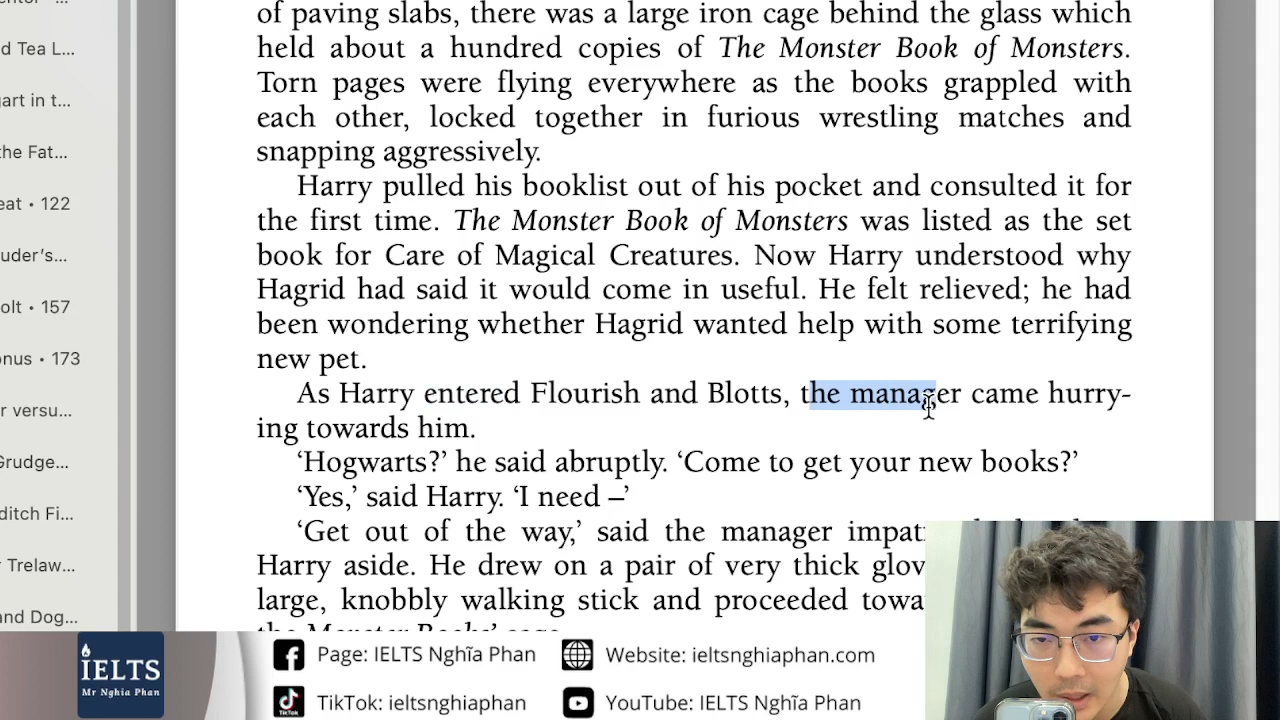 d Tea L...
art in t...
the Fat...
eat • 122
uder's...
olt • 157
onus • 173
r versu...
Grudge...
ditch Fi...
r Trelaw...
and Dog...
of paving slabs, there was a large iron cage behind the glass which
held about a hundred copies of The Monster Book of Monsters.
Torn pages were flying everywhere as the books grappled with
each other, locked together in furious wrestling matches and
snapping aggressively.
Harry pulled his booklist out of his pocket and consulted it for
the first time. The Monster Book of Monsters was listed as the set
book for Care of Magical Creatures. Now Harry understood why
Hagrid had said it would come in useful. He felt relieved; he had
been wondering whether Hagrid wanted help with some terrifying
new pet.
As Harry entered Flourish and Blotts, the manager came hurry-
ing towards him.
‘Hogwarts?’ he said abruptly. ‘Come to get your new books?’
‘Yes,’ said Harry. ‘I need –’
‘Get out of the way,’ said the manager impati
Harry aside. He drew on a pair of very thick glov
large, knobbly walking stick and proceeded towa
the Monster Books’ cage
IELTS
Mr Nghia Phan
Page: IELTS Nghĩa Phan
Website: ieltsnghiaphan.com
TikTok
TikTok: ieltsnghiaphan
YouTube: IELTS Nghĩa Phan